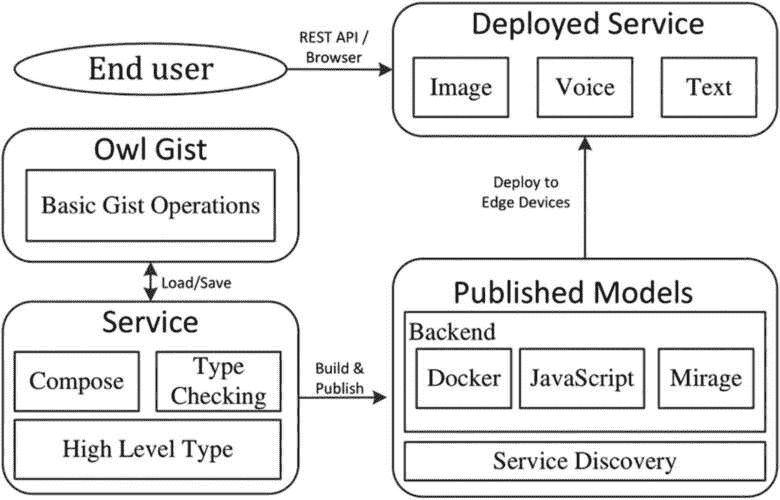 End user
REST API /
Browser
Deployed Service
Image
Voice
Text
Owl Gist
Basic Gist Operations
Load/Save
Deploy to
Edge Devices
Service
Compose
Type
Checking
High Level Type
Build &
Publish
Published Models
Backend
Docker
JavaScript
Mirage
Service Discovery